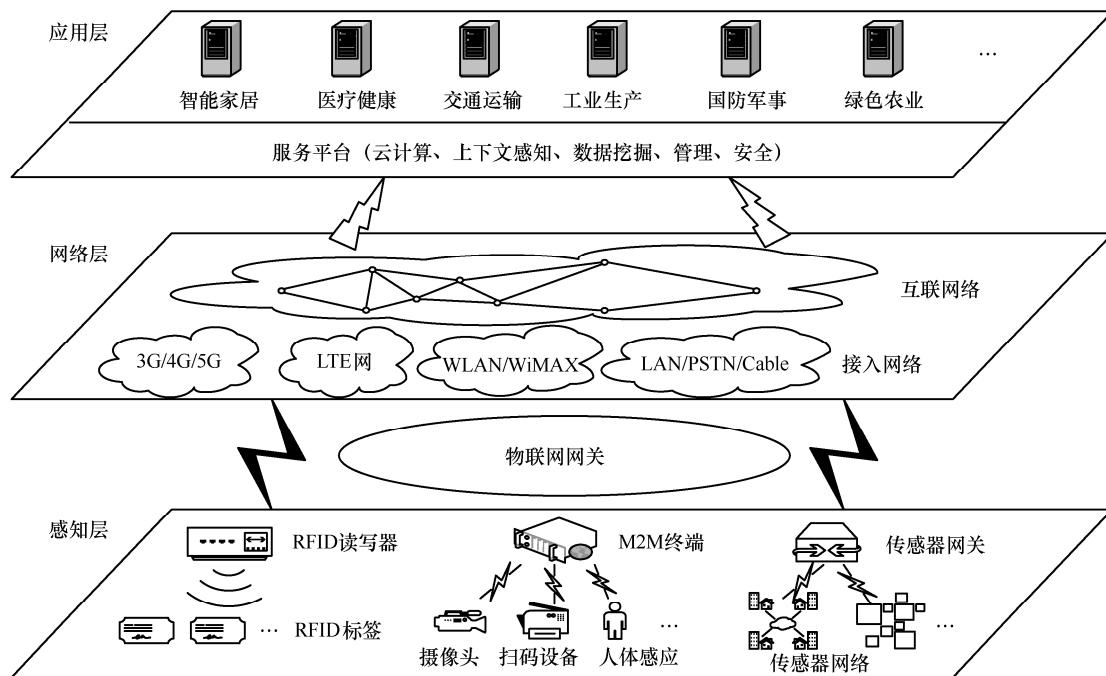 应用层
智能家居 医疗健康 交通运输 工业生产 国防军事 绿色农业 …
服务平台（云计算、上下文感知、数据挖掘、管理、安全）
网络层
互联网络
3G/4G/5G LTE网 WLAN/WiMAX LAN/PSTN/Cable 接入网络
物联网网关
感知层
RFID读写器 M2M终端 传感器网关
… RFID标签 … …
摄像头 扫码设备 人体感应 传感器网络